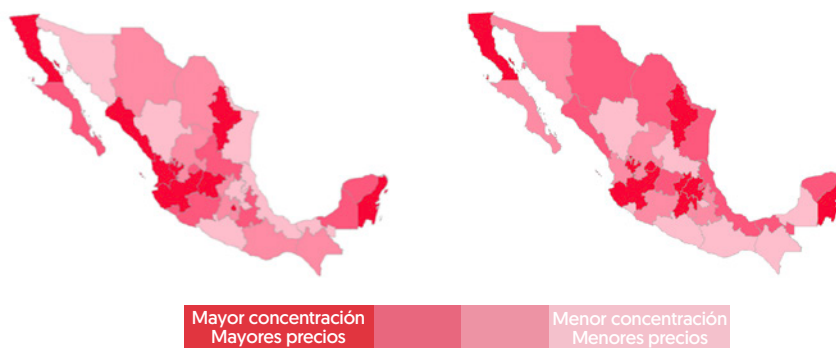 Mayor concentración
Mayores precios
Menor concentración
Menores precios